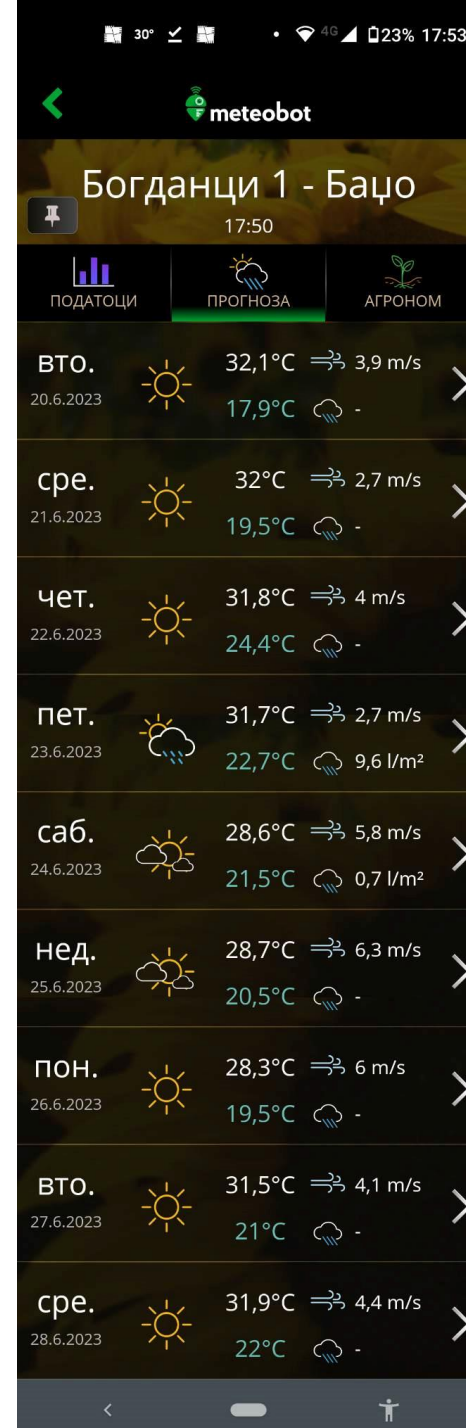 30° 4G 23% 17:53
meteobot
Богданци 1 - Баџо
17:50
ПОДАТОЦИ ПРОГНОЗА АГРОНОМ
вто. 32,1°C 3,9 m/s
20.6.2023 17,9°C -
сре. 32°C 2,7 m/s
21.6.2023 19,5°C -
чет. 31,8°C 4 m/s
22.6.2023 24,4°C -
пет. 31,7°C 2,7 m/s
23.6.2023 22,7°C 9,6 l/m²
саб. 28,6°C 5,8 m/s
24.6.2023 21,5°C 0,7 l/m²
нед. 28,7°C 6,3 m/s
25.6.2023 20,5°C -
пон. 28,3°C 6 m/s
26.6.2023 19,5°C -
вто. 31,5°C 4,1 m/s
27.6.2023 21°C -
сре. 31,9°C 4,4 m/s
28.6.2023 22°C -